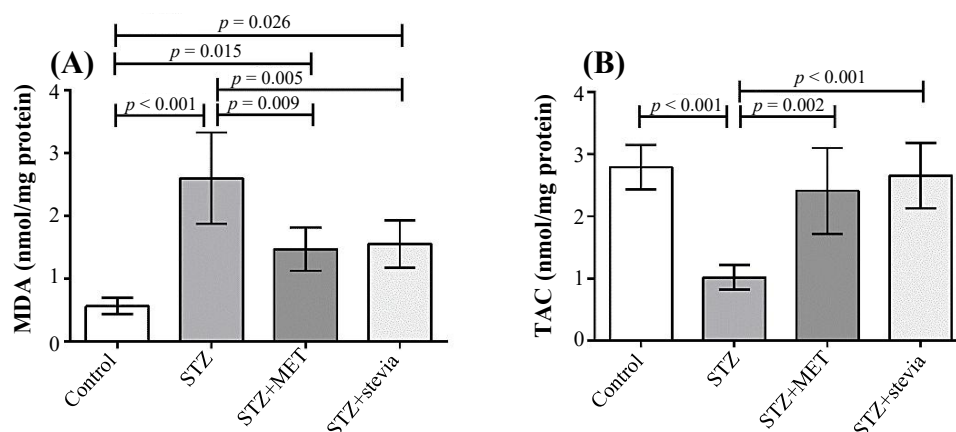 p = 0.026
(A)
p = 0.015
p = 0.005
p < 0.001
p = 0.009
MDA (nmol/mg protein)
4
3
2
1
0
Control
STZ
STZ+MET
STZ+stevia
(B)
p < 0.001
p < 0.001
p = 0.002
TAC (nmol/mg protein)
4
3
2
1
0
Control
STZ
STZ+MET
STZ+stevia